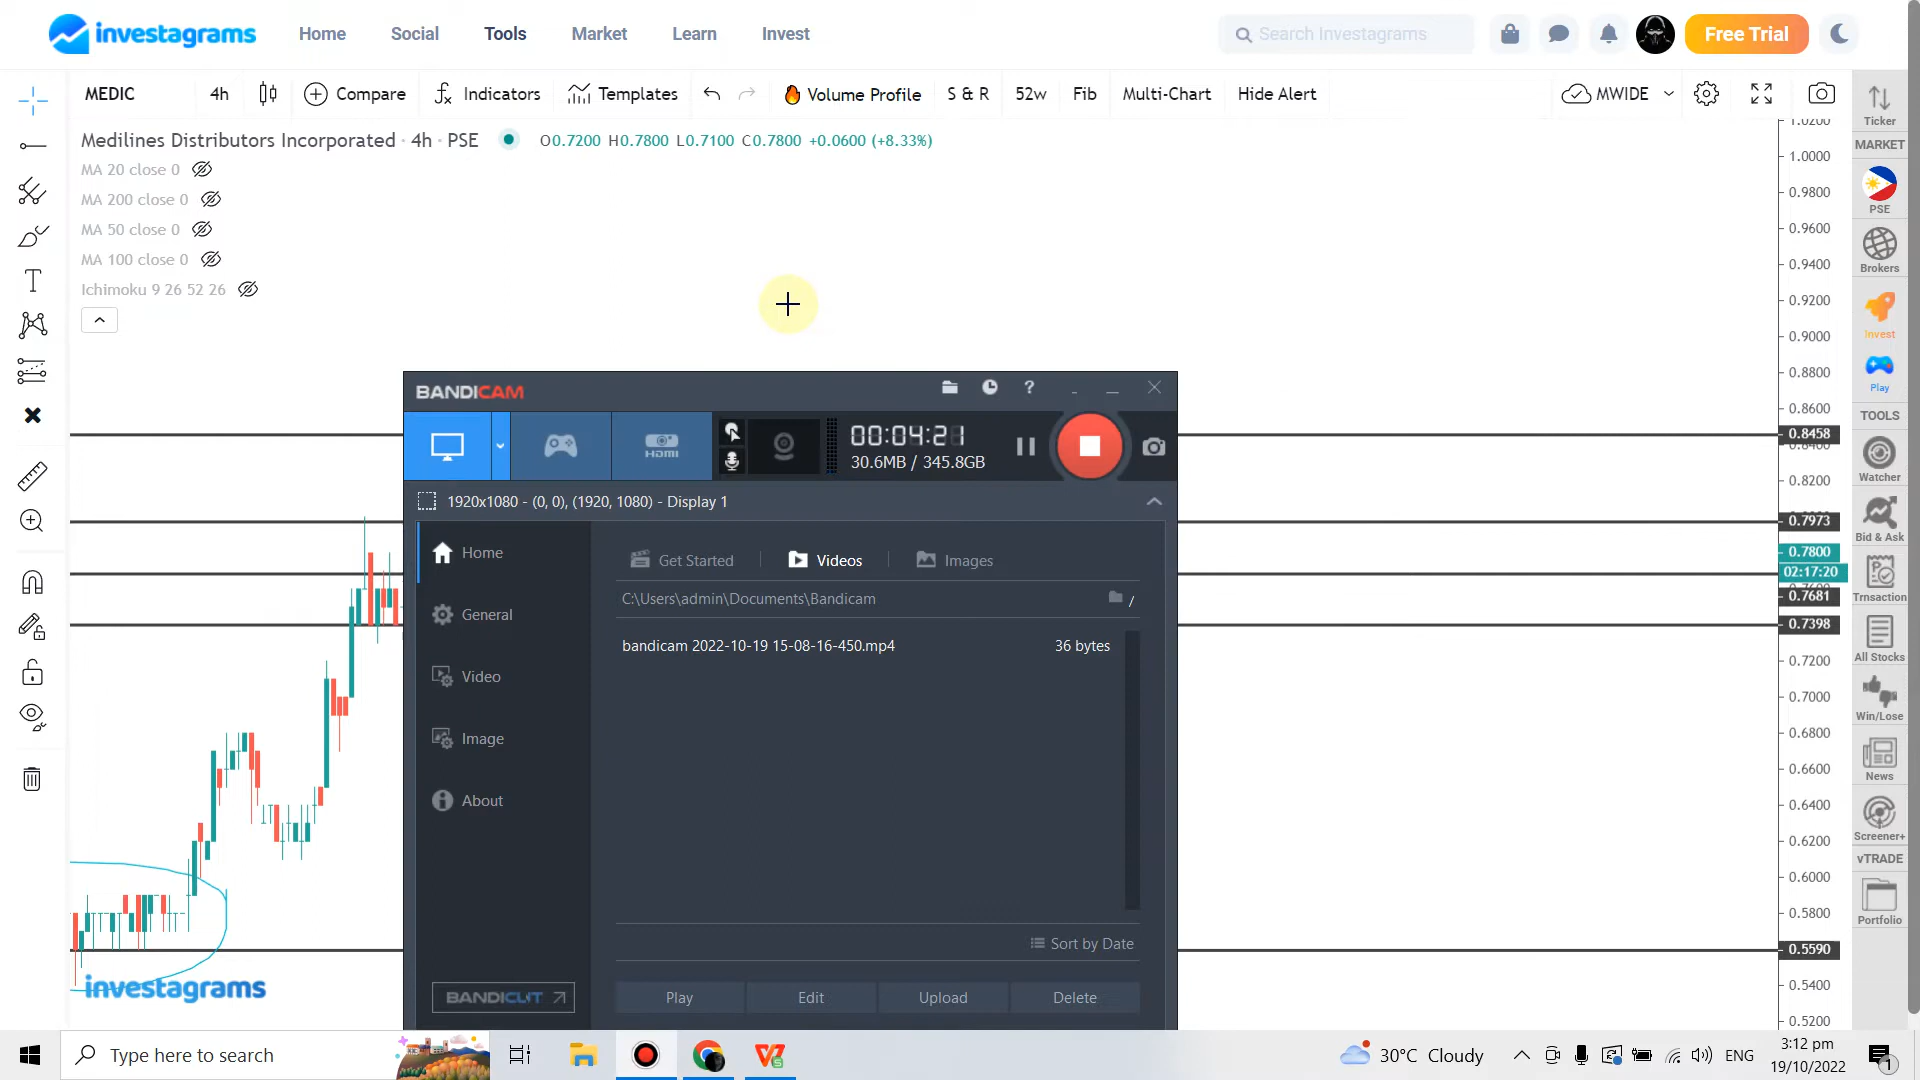 investagrams Home Social Tools Market Learn Invest Search Investagrams Free Trial
MEDIC 4h Compare Indicators Templates Volume Profile S & R 52w Fib Multi-Chart Hide Alert MWIDE
Medilines Distributors Incorporated · 4h · PSE O0.7200 H0.7800 L0.7100 C0.7800 +0.0600 (+8.33%)
MA 20 close 0
MA 200 close 0
MA 50 close 0
MA 100 close 0
Ichimoku 9 26 52 26
BANDICAM ?
HDMI
00:04:21
30.6MB / 345.8GB
1920x1080 - (0, 0), (1920, 1080) - Display 1
Home
General
Video
Image
About
BANDICUT
Get Started Videos Images
C:\Users\admin\Documents\Bandicam /
bandicam 2022-10-19 15-08-16-450.mp4 36 bytes
Sort by Date
Play Edit Upload Delete
investagrams
1.0200
1.0000
0.9800
0.9600
0.9400
0.9200
0.9000
0.8800
0.8600
0.8458
0.8200
0.7973
0.7800
02:17:20
0.7681
0.7398
0.7200
0.7000
0.6800
0.6600
0.6400
0.6200
0.6000
0.5800
0.5590
0.5400
0.5200
Ticker
MARKET
PSE
Brokers
Invest
Play
TOOLS
Watcher
Bid & Ask
Trnsaction
All Stocks
Win/Lose
News
Screener+
vTRADE
Portfolio
Type here to search
30°C Cloudy
ENG
3:12 pm
19/10/2022
1